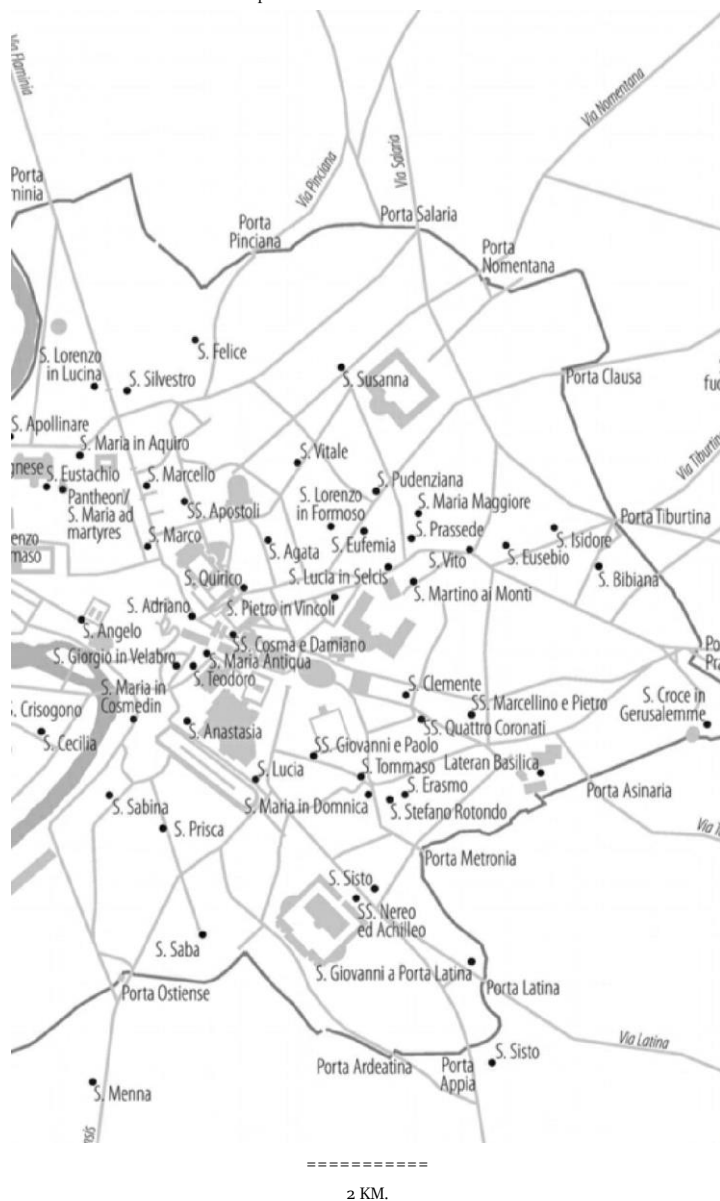 Via Flaminia
Via Nomentana
Via Pinciana
Via Salaria
Porta
minia
Porta
Pinciana
Porta Salaria
Porta
Nomentana
S. Felice
S. Lorenzo
in Lucina
S. Silvestro
S. Susanna
Porta Clausa
S. Apollinare
S. Maria in Aquiro
S. Vitale
Via Tiburtin
gnese
S. Eustachio
Pantheon/
S. Maria ad
martyres
S. Marcello
SS. Apostoli
S. Lorenzo
in Formoso
S. Pudenziana
S. Maria Maggiore
Porta Tiburtina
enzo
maso
S. Marco
S. Agata
S. Eufemia
S. Prassede
S. Vito
S. Eusebio
S. Isidore
S. Bibiana
S. Quirico
S. Lucia in Selcis
S. Martino ai Monti
S. Adriano
S. Pietro in Vincoli
S. Angelo
SS. Cosma e Damiano
S. Giorgio in Velabro
S. Maria Antiqua
S. Teodoro
S. Maria in
Cosmedin
S. Clemente
SS. Marcellino e Pietro
S. Croce in
Gerusalemme
Crisogono
S. Cecilia
S. Anastasia
SS. Quattro Coronati
SS. Giovanni e Paolo
S. Lucia
S. Tommaso
Lateran Basilica
S. Sabina
S. Maria in Domnica
S. Erasmo
S. Stefano Rotondo
Porta Asinaria
S. Prisca
Porta Metronia
S. Sisto
SS. Nereo
ed Achilleo
S. Saba
S. Giovanni a Porta Latina
Porta Latina
Porta Ostiense
Via Latina
Porta Ardeatina
Porta
Appia
S. Sisto
S. Menna
===========
2 KM.